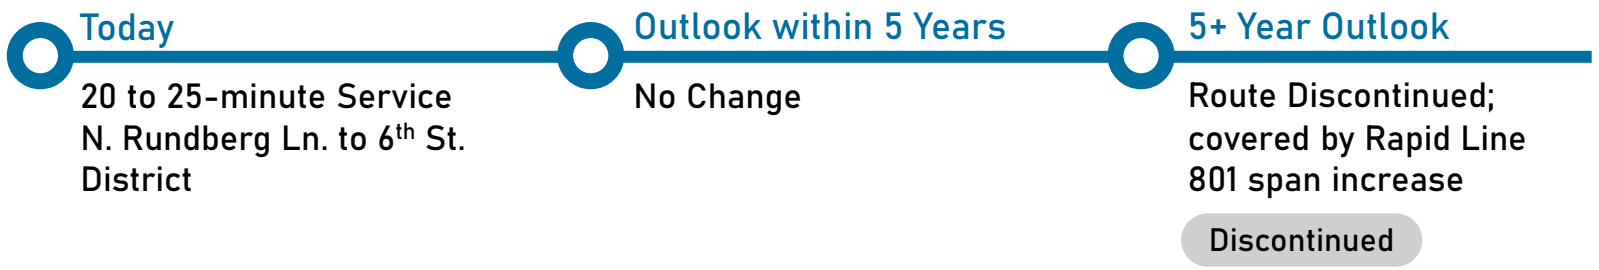 Today
20 to 25-minute Service
N. Rundberg Ln. to 6th St.
District
Outlook within 5 Years
No Change
5+ Year Outlook
Route Discontinued;
covered by Rapid Line
801 span increase
Discontinued